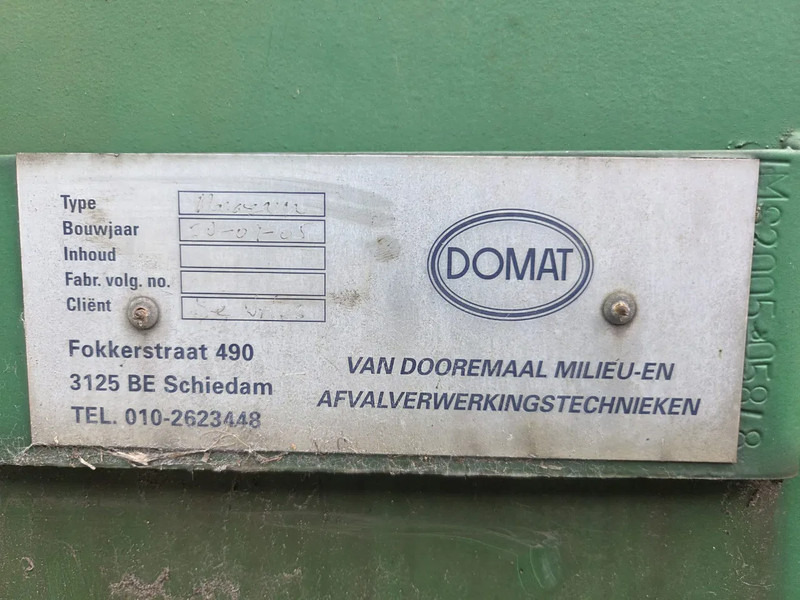 Type
Bouwjaar
Inhoud
Fabr. volg. no.
Cliënt
Fokkerstraat 490
3125 BE Schiedam
TEL. 010-2623448
DOMAT
VAN DOOREMAAL MILIEU-EN
AFVALVERWERKINGSTECHNIEKEN